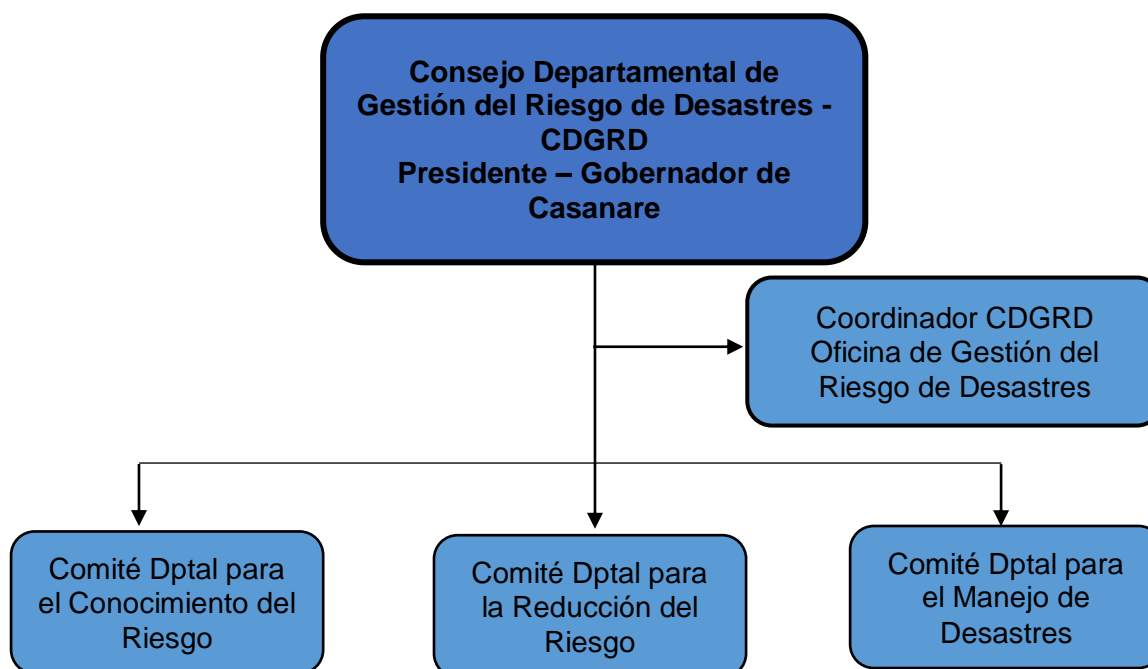 Consejo Departamental de
Gestión del Riesgo de Desastres -
CDGRD
Presidente – Gobernador de
Casanare
Coordinador CDGRD
Oficina de Gestión del
Riesgo de Desastres
Comité Dptal para
el Conocimiento del
Riesgo
Comité Dptal para
la Reducción del
Riesgo
Comité Dptal para
el Manejo de
Desastres